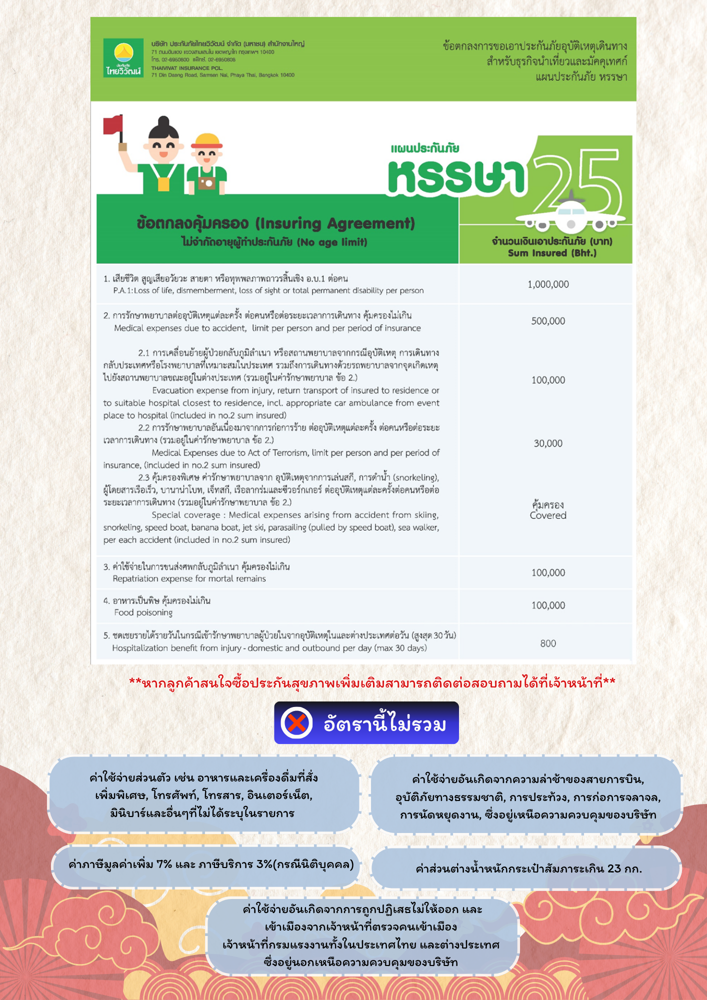 ประกันภัย
ไทยวิวัฒน์
บริษัท ประกันภัยไทยวิวัฒน์ จำกัด (มหาชน) สำนักงานใหญ่
71 ถนนดินแดง แขวงสามเสนใน เขตพญาไท กรุงเทพฯ 10400
โทร. 02-6950800 แฟ็กซ์. 02-6950808
THAIVIVAT INSURANCE PCL.
71 Din Daeng Road, Samsen Nai, Phaya Thai, Bangkok 10400
ข้อตกลงการขอเอาประกันภัยอุบัติเหตุเดินทาง
สำหรับธุรกิจนำเที่ยวและมัคคุเทศก์
แผนประกันภัย หรรษา
แผนประกันภัย
หรรษา 25
ข้อตกลงคุ้มครอง (Insuring Agreement)
ไม่จำกัดอายุผู้ทำประกันภัย (No age limit)
จำนวนเงินเอาประกันภัย (บาท)
Sum Insured (Bht.)
1. เสียชีวิต สูญเสียอวัยวะ สายตา หรือทุพพลภาพถาวรสิ้นเชิง อ.บ.1 ต่อคน
P.A.1:Loss of life, dismemberment, loss of sight or total permanent disability per person
1,000,000
2. การรักษาพยาบาลต่ออุบัติเหตุแต่ละครั้ง ต่อคนหรือต่อระยะเวลาการเดินทาง คุ้มครองไม่เกิน
Medical expenses due to accident, limit per person and per period of insurance
500,000
2.1 การเคลื่อนย้ายผู้ป่วยกลับภูมิลำเนา หรือสถานพยาบาลจากกรณีอุบัติเหตุ การเดินทาง
กลับประเทศหรือโรงพยาบาลที่เหมาะสมในประเทศ รวมถึงการเดินทางด้วยรถพยาบาลจากจุดเกิดเหตุ
ไปยังสถานพยาบาลขณะอยู่ในต่างประเทศ (รวมอยู่ในค่ารักษาพยาบาล ข้อ 2.)
Evacuation expense from injury, return transport of insured to residence or
to suitable hospital closest to residence, incl. appropriate car ambulance from event
place to hospital (included in no.2 sum insured)
100,000
2.2 การรักษาพยาบาลอันเนื่องมาจากการก่อการร้าย ต่ออุบัติเหตุแต่ละครั้ง ต่อคนหรือต่อระยะ
เวลาการเดินทาง (รวมอยู่ในค่ารักษาพยาบาล ข้อ 2.)
Medical Expenses due to Act of Terrorism, limit per person and per period of
insurance, (included in no.2 sum insured)
30,000
2.3 คุ้มครองพิเศษ ค่ารักษาพยาบาลจาก อุบัติเหตุจากการเล่นสกี, การดำน้ำ (snorkeling),
ผู้โดยสารเรือเร็ว, บานาน่าโบท, เจ็ทสกี, เรือลากร่มและซีวอร์กเกอร์ ต่ออุบัติเหตุแต่ละครั้งต่อคนหรือต่อ
ระยะเวลาการเดินทาง (รวมอยู่ในค่ารักษาพยาบาล ข้อ 2.)
Special coverage : Medical expenses arising from accident from skiing,
snorkeling, speed boat, banana boat, jet ski, parasailing (pulled by speed boat), sea walker,
per each accident (included in no.2 sum insured)
คุ้มครอง
Covered
3. ค่าใช้จ่ายในการขนส่งศพกลับภูมิลำเนา คุ้มครองไม่เกิน
Repatriation expense for mortal remains
100,000
4. อาหารเป็นพิษ คุ้มครองไม่เกิน
Food poisoning
100,000
5. ชดเชยรายได้รายวันในกรณีเข้ารักษาพยาบาลผู้ป่วยในจากอุบัติเหตุในและต่างประเทศต่อวัน (สูงสุด 30 วัน)
Hospitalization benefit from injury - domestic and outbound per day (max 30 days)
800
**หากลูกค้าสนใจซื้อประกันสุขภาพเพิ่มเติมสามารถติดต่อสอบถามได้ที่เจ้าหน้าที่**
อัตรานี้ไม่รวม
ค่าใช้จ่ายส่วนตัว เช่น อาหารและเครื่องดื่มที่สั่ง
เพิ่มพิเศษ, โทรศัพท์, โทรสาร, อินเตอร์เน็ต,
มินิบาร์และอื่นๆที่ไม่ได้ระบุในรายการ
ค่าใช้จ่ายอันเกิดจากความล่าช้าของสายการบิน,
อุบัติภัยทางธรรมชาติ, การประท้วง, การก่อการจลาจล,
การนัดหยุดงาน, ซึ่งอยู่เหนือความควบคุมของบริษัท
ค่าภาษีมูลค่าเพิ่ม 7% และ ภาษีบริการ 3%(กรณีนิติบุคคล)
ค่าส่วนต่างน้ำหนักกระเป๋าสัมภาระเกิน 23 กก.
ค่าใช้จ่ายอันเกิดจากการถูกปฏิเสธไม่ให้ออก และ
เข้าเมืองจากเจ้าหน้าที่ตรวจคนเข้าเมือง
เจ้าหน้าที่กรมแรงงานทั้งในประเทศไทย และต่างประเทศ
ซึ่งอยู่นอกเหนือความควบคุมของบริษัท